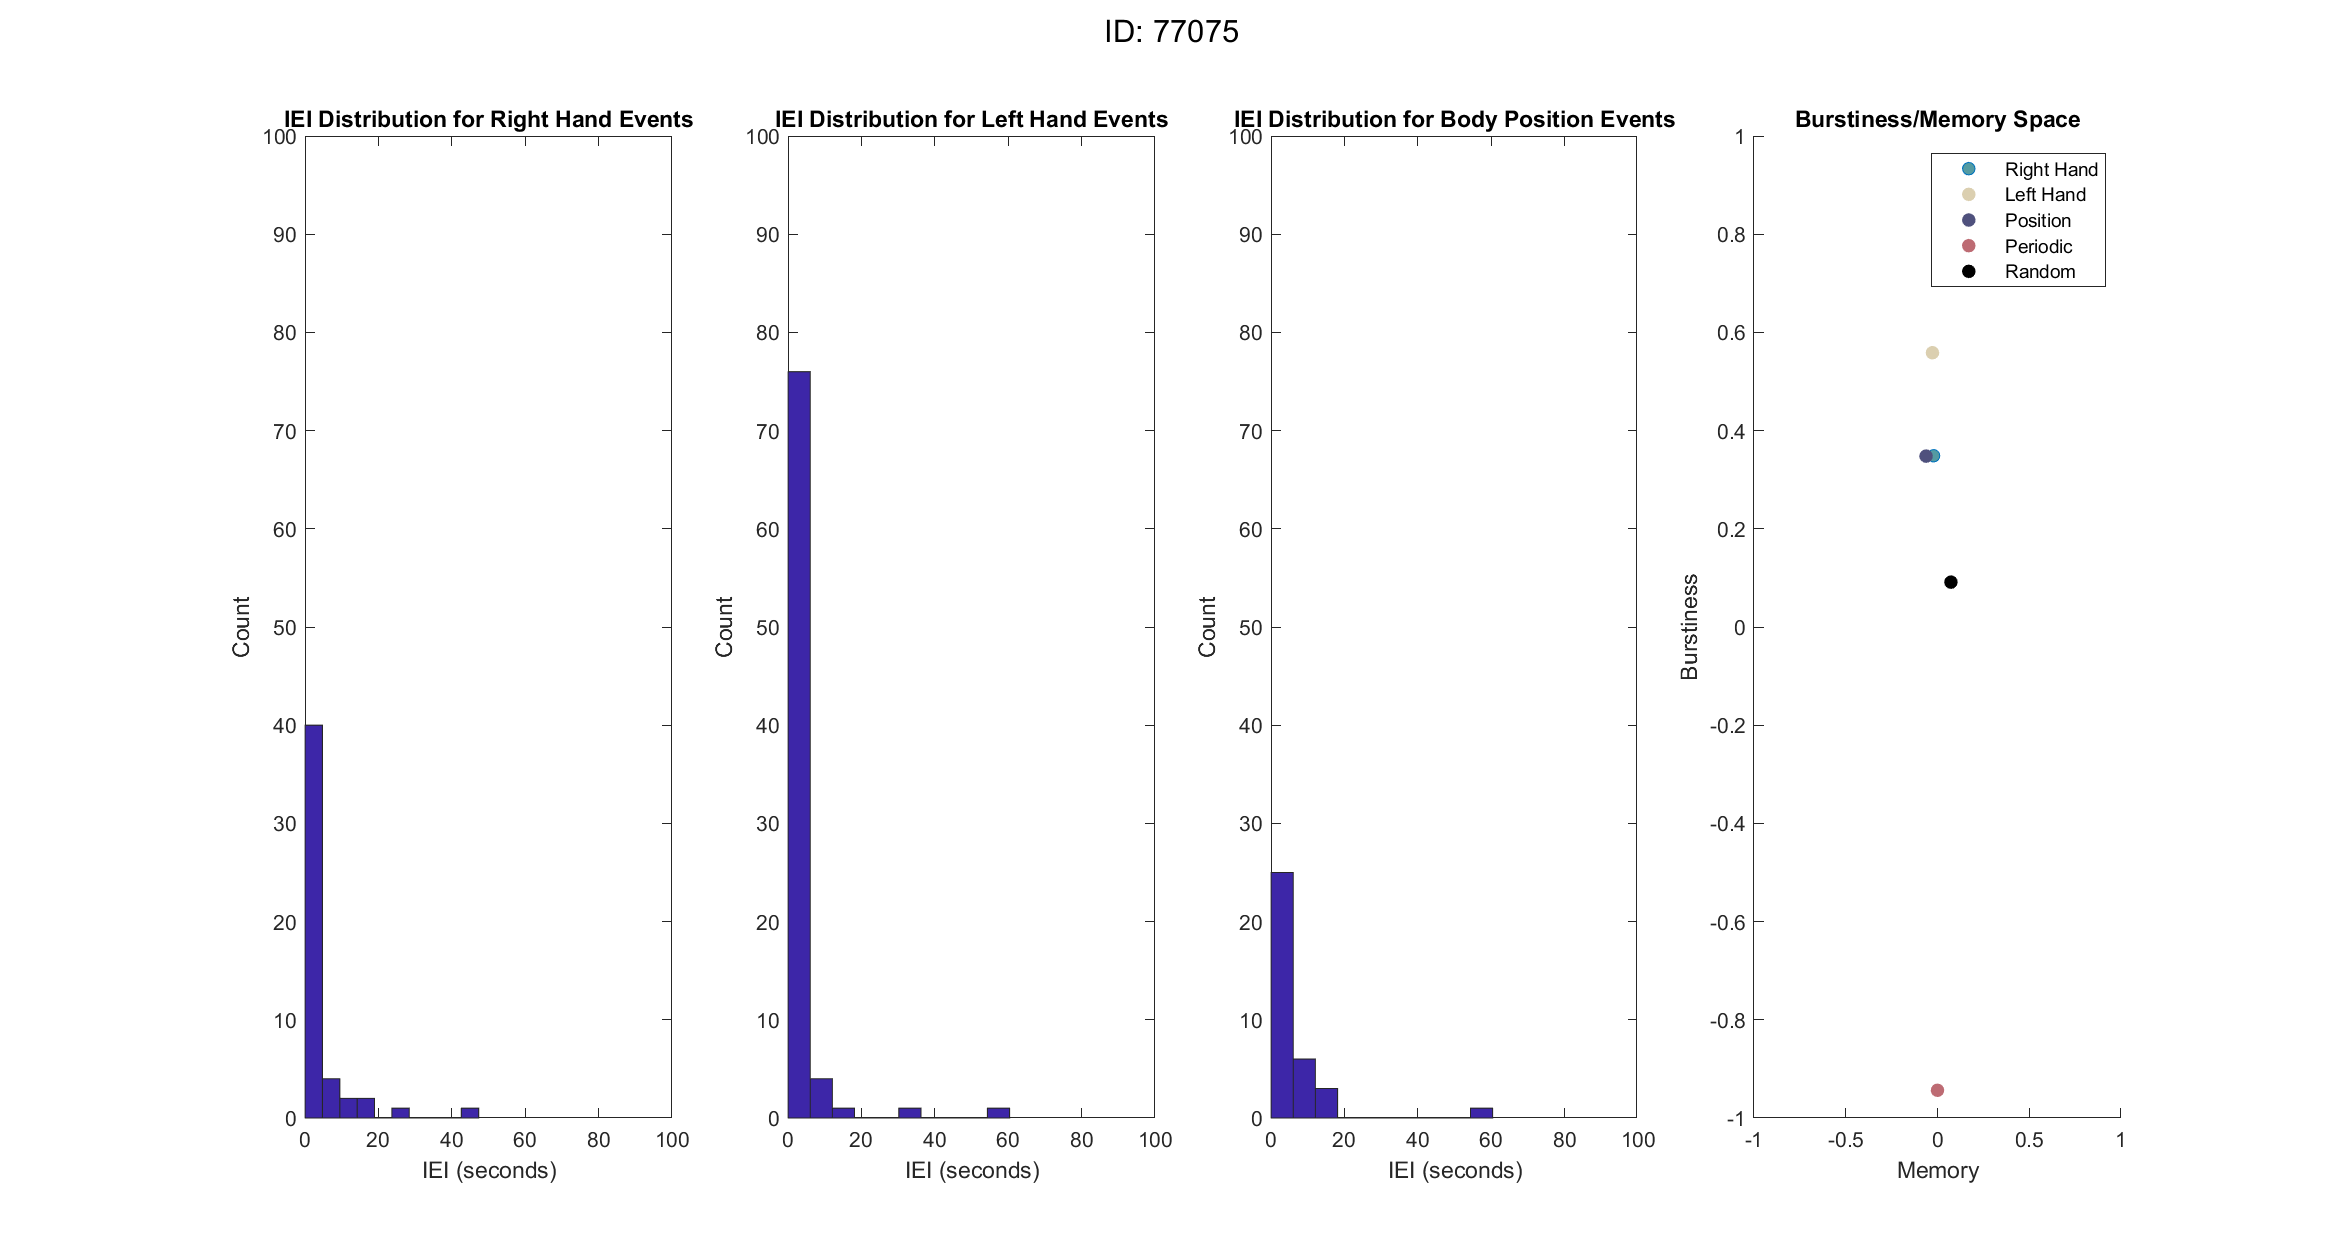 ID: 77075
IEI Distribution for Right Hand Events
100
90
80
70
60
50
40
30
20
10
0
Count
0 20 40 60 80 100
IEI (seconds)
IEI Distribution for Left Hand Events
100
90
80
70
60
50
40
30
20
10
0
Count
0 20 40 60 80 100
IEI (seconds)
IEI Distribution for Body Position Events
100
90
80
70
60
50
40
30
20
10
0
Count
0 20 40 60 80 100
IEI (seconds)
Burstiness/Memory Space
1
0.8
0.6
0.4
0.2
0
-0.2
-0.4
-0.6
-0.8
-1
Burstiness
-1 -0.5 0 0.5 1
Memory
Right Hand
Left Hand
Position
Periodic
Random